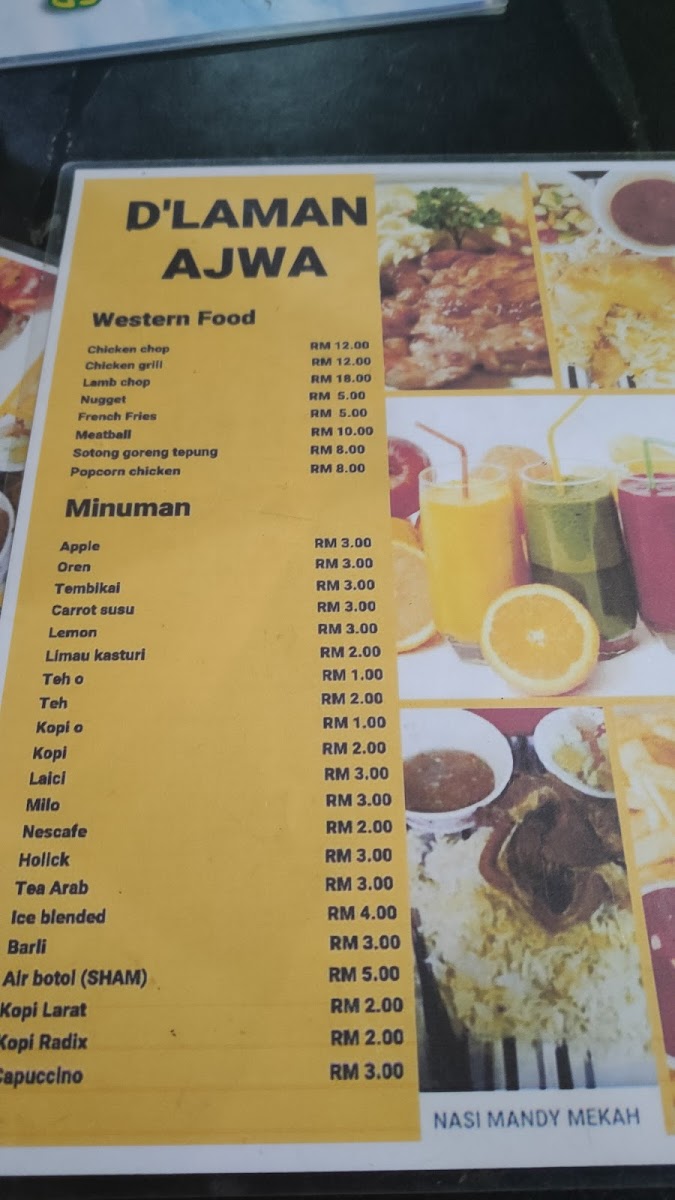 D'LAMAN
AJWA
Western Food
Chicken chop RM 12.00
Chicken grill RM 12.00
Lamb chop RM 18.00
Nugget RM 5.00
French Fries RM 5.00
Meatball RM 10.00
Sotong goreng tepung RM 8.00
Popcorn chicken RM 8.00
Minuman
Apple RM 3.00
Oren RM 3.00
Tembikai RM 3.00
Carrot susu RM 3.00
Lemon RM 3.00
Limau kasturi RM 2.00
Teh o RM 1.00
Teh RM 2.00
Kopi o RM 1.00
Kopi RM 2.00
Laici RM 3.00
Milo RM 3.00
Nescafe RM 2.00
Holick RM 3.00
Tea Arab RM 3.00
Ice blended RM 4.00
Barli RM 3.00
Air botol (SHAM) RM 5.00
Kopi Larat RM 2.00
Kopi Radix RM 2.00
Capuccino RM 3.00
NASI MANDY MEKAH